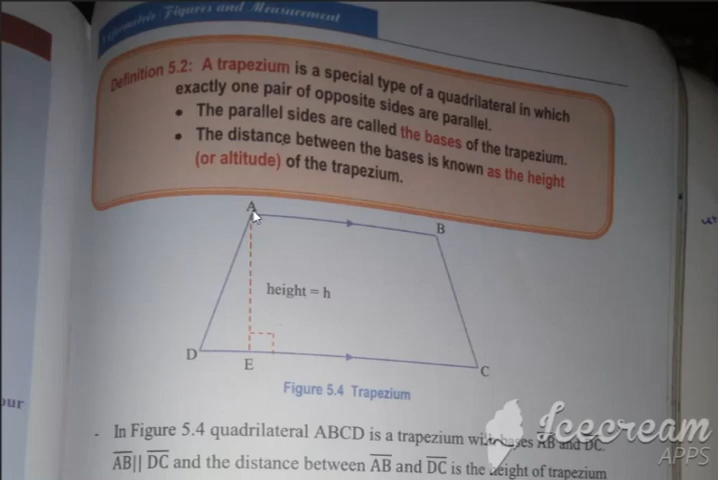 Geometric Figures and Measurement
Definition 5.2: A trapezium is a special type of a quadrilateral in which
exactly one pair of opposite sides are parallel.
• The parallel sides are called the bases of the trapezium.
• The distance between the bases is known as the height
(or altitude) of the trapezium.
A
B
height = h
D
E
C
Figure 5.4 Trapezium
our
- In Figure 5.4 quadrilateral ABCD is a trapezium with bases AB and DC.
AB|| DC and the distance between AB and DC is the height of trapezium
Icecream
APPS